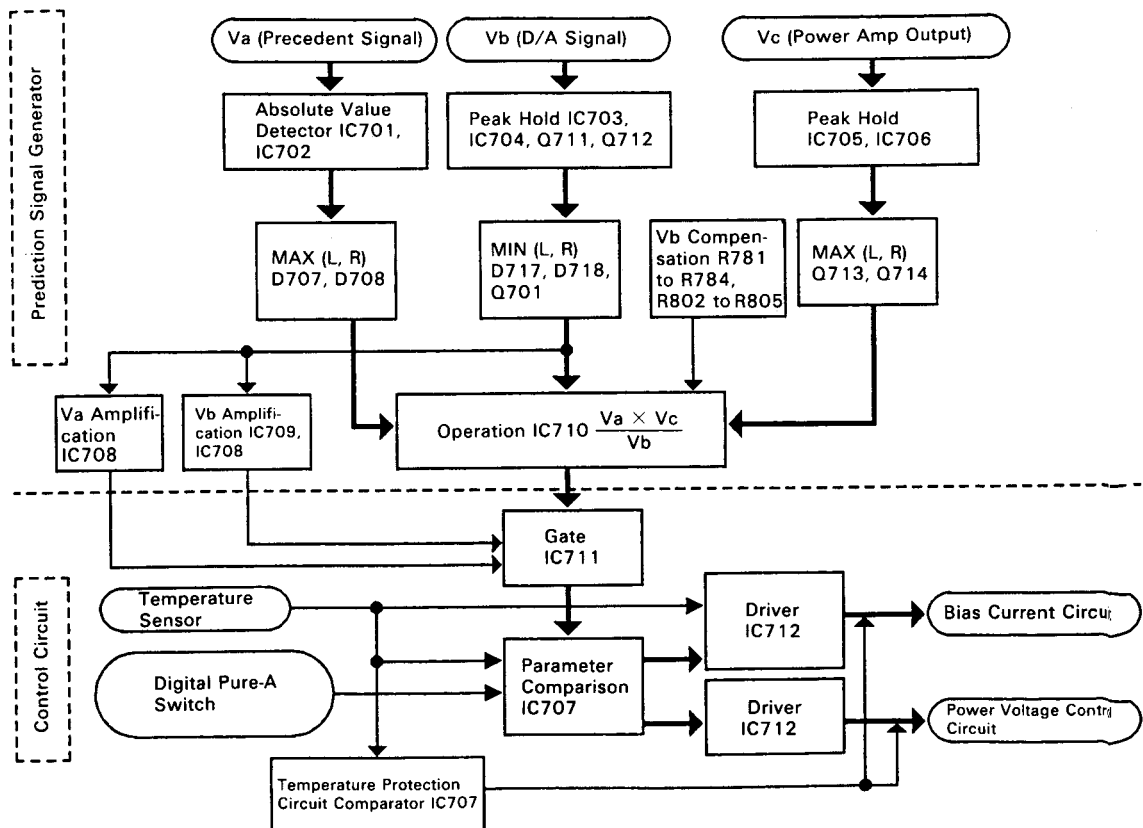 Va (Precedent Signal)
Vb (D/A Signal)
Vc (Power Amp Output)
Prediction Signal Generator
Absolute Value
Detector IC701,
IC702
Peak Hold IC703,
IC704, Q711, Q712
Peak Hold
IC705, IC706
MAX (L, R)
D707, D708
MIN (L, R)
D717, D718,
Q701
Vb Compen-
sation R781
to R784,
R802 to R805
MAX (L, R)
Q713, Q714
Va Amplifi-
cation
IC708
Vb Amplifi-
cation IC709,
IC708
Operation IC710 Va × Vc
Vb
Gate
IC711
Control Circuit
Temperature
Sensor
Driver
IC712
Bias Current Circui
Digital Pure-A
Switch
Parameter
Comparison
IC707
Driver
IC712
Power Voltage Contr
Circuit
Temperature Protection
Circuit Comparator IC707